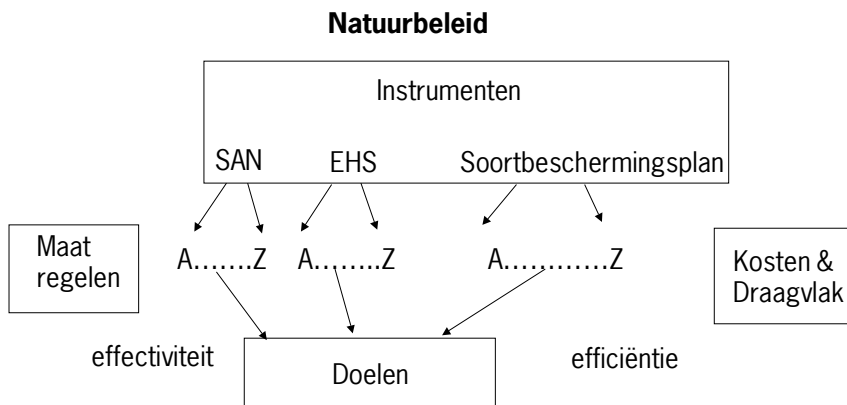 Natuurbeleid
Instrumenten
SAN EHS Soortbeschermingsplan
Maat
regelen
A.......Z A........Z A............Z
Kosten &
Draagvlak
effectiviteit
Doelen
efficiëntie